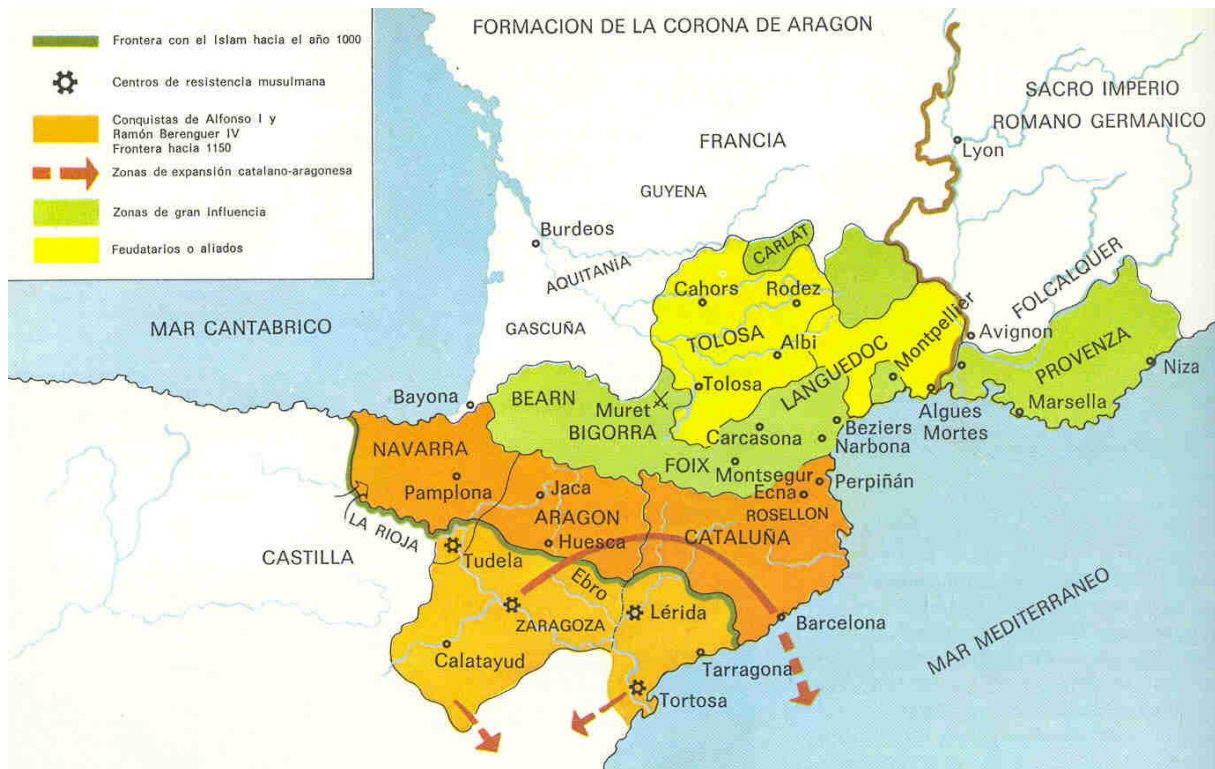 FORMACION DE LA CORONA DE ARAGON
Frontera con el Islam hacia el año 1000
Centros de resistencia musulmana
Conquistas de Alfonso I y
Ramón Berenguer IV
Frontera hacia 1150
Zonas de expansión catalano-aragonesa
Zonas de gran influencia
Feudatarios o aliados
SACRO IMPERIO
ROMANO GERMANICO
FRANCIA
Lyon
GUYENA
Burdeos
CARLAT
AQUITANIA
FOLCALQUER
Cahors
Rodez
MAR CANTABRICO
GASCUÑA
TOLOSA
Albi
Montpellier
Avignon
PROVENZA
Niza
LANGUEDOC
Tolosa
Bayona
BEARN
Muret
BIGORRA
Algues
Mortes
Marsella
Carcasona
Beziers
Narbona
NAVARRA
FOIX
Montsegur
Perpiñán
Pamplona
Jaca
Ecna
ROSELLON
LA RIOJA
ARAGON
CATALUÑA
Huesca
CASTILLA
Tudela
Ebro
Lérida
Barcelona
ZARAGOZA
MAR MEDITERRANEO
Calatayud
Tarragona
Tortosa